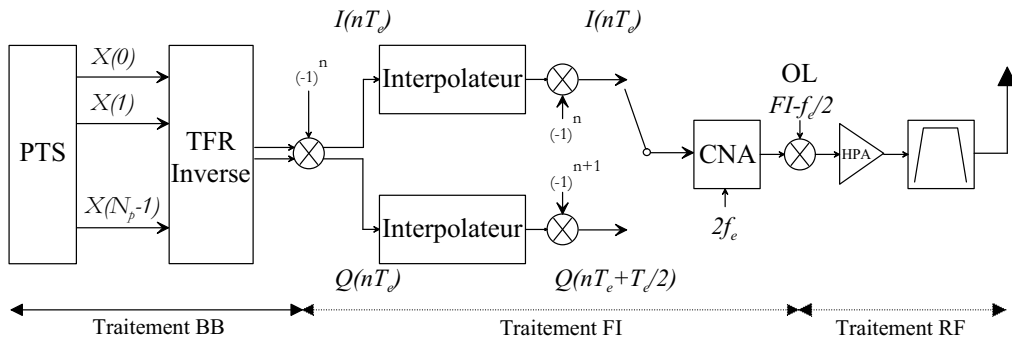 I(nTe)
I(nTe)
X(0)
X(1)
X(Np-1)
PTS
TFR
Inverse
(-1)n
Interpolateur
Interpolateur
(-1)n
(-1)n+1
Q(nTe)
Q(nTe+Te/2)
CNA
2fe
OL
FI-fe/2
HPA
Traitement BB
Traitement FI
Traitement RF